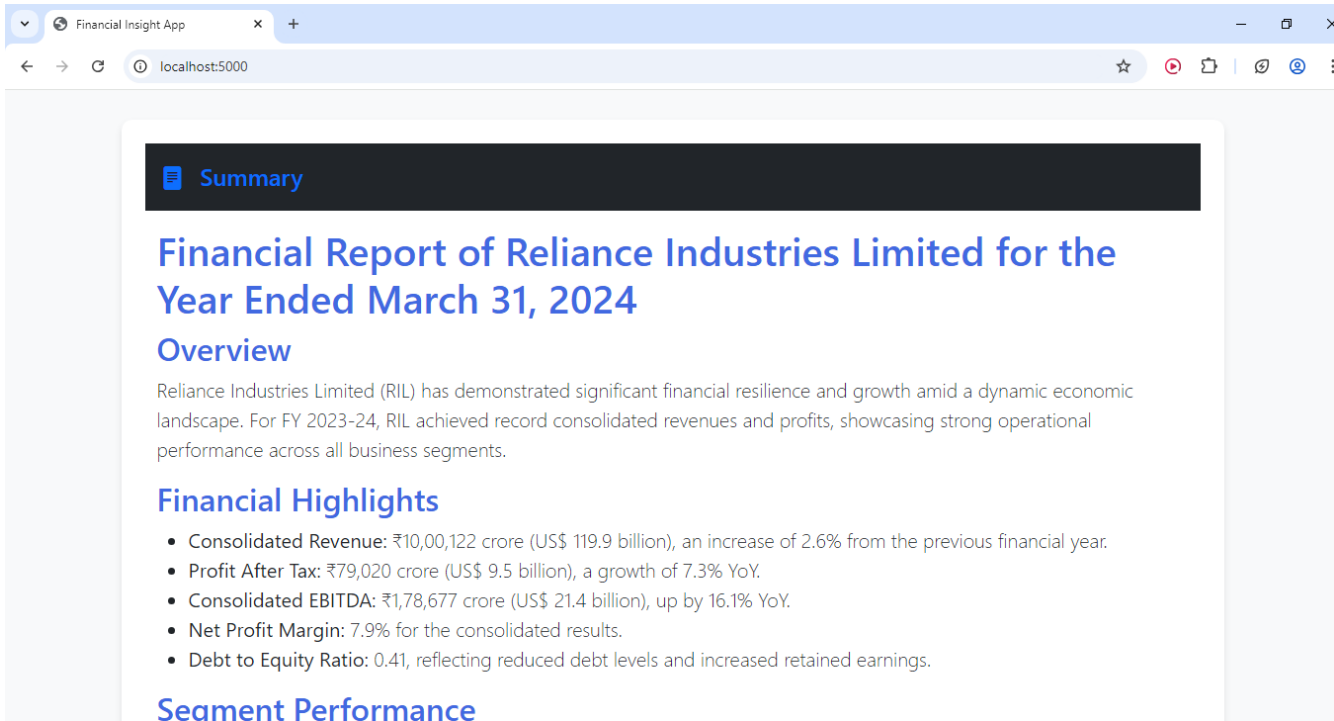 Financial Insight App
localhost:5000
Summary
Financial Report of Reliance Industries Limited for the
Year Ended March 31, 2024
Overview
Reliance Industries Limited (RIL) has demonstrated significant financial resilience and growth amid a dynamic economic
landscape. For FY 2023-24, RIL achieved record consolidated revenues and profits, showcasing strong operational
performance across all business segments.
Financial Highlights
• Consolidated Revenue: ₹10,00,122 crore (US$ 119.9 billion), an increase of 2.6% from the previous financial year.
• Profit After Tax: ₹79,020 crore (US$ 9.5 billion), a growth of 7.3% YoY.
• Consolidated EBITDA: ₹1,78,677 crore (US$ 21.4 billion), up by 16.1% YoY.
• Net Profit Margin: 7.9% for the consolidated results.
• Debt to Equity Ratio: 0.41, reflecting reduced debt levels and increased retained earnings.
Segment Performance